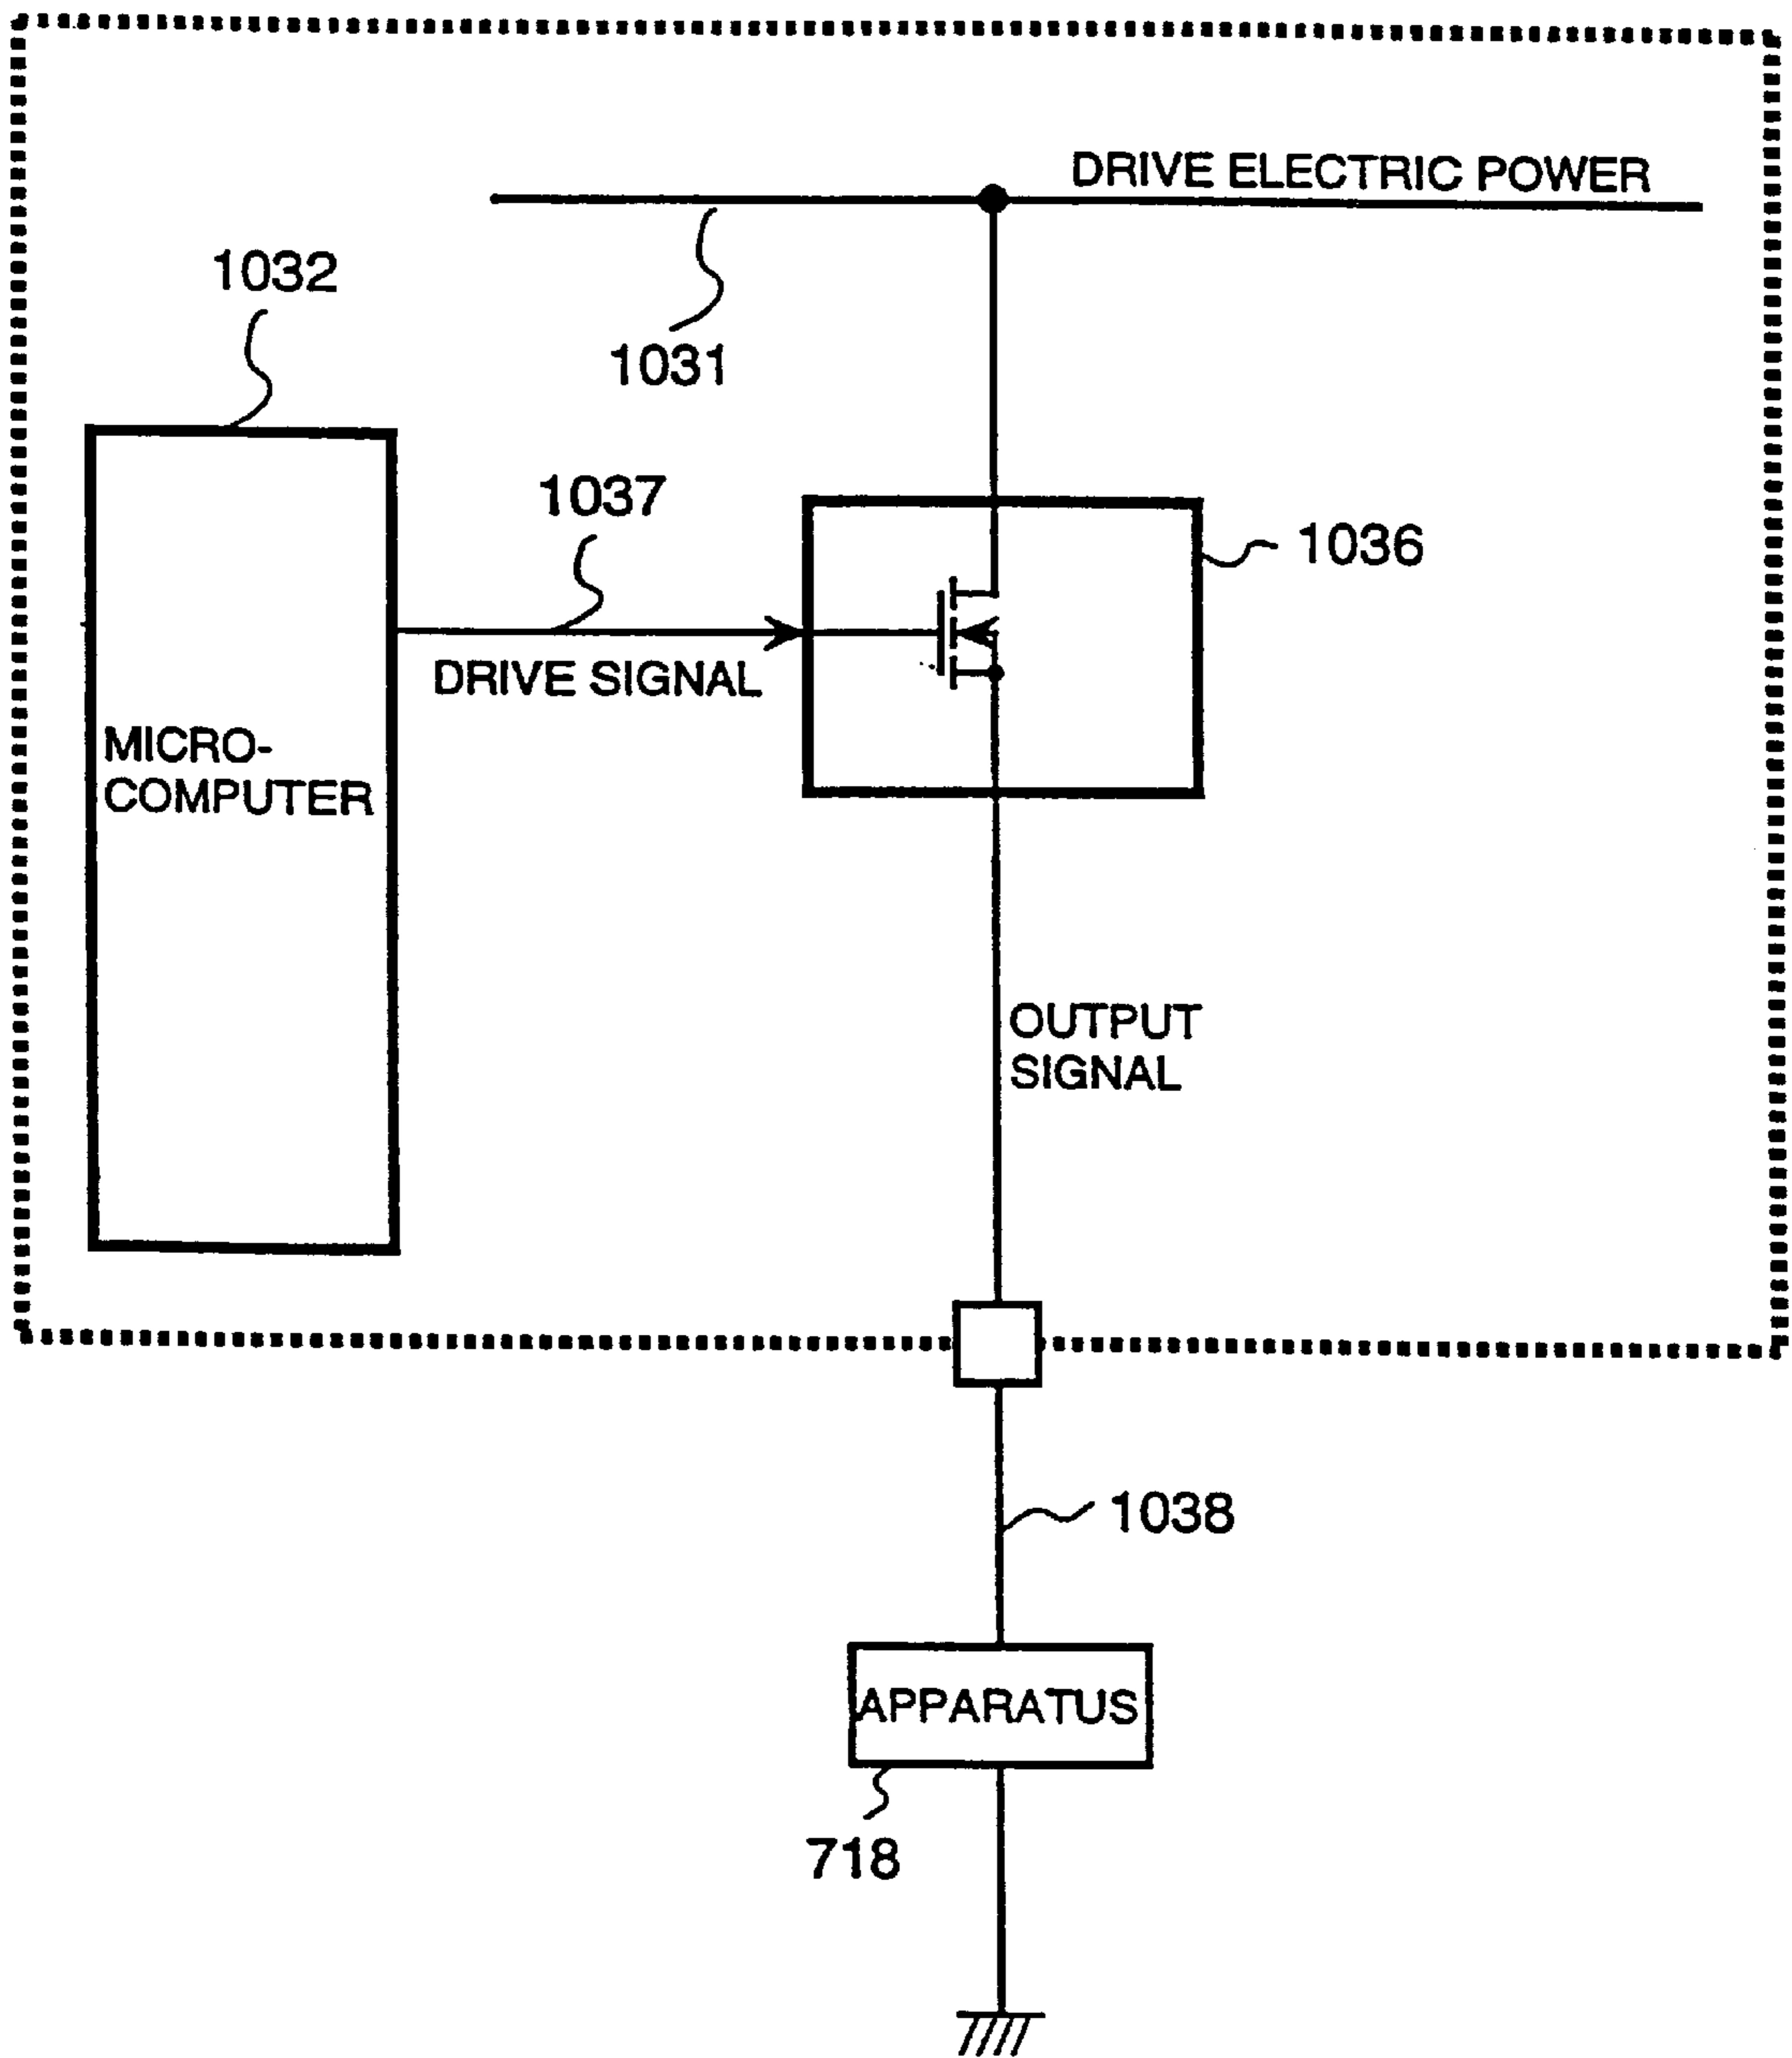 DRIVE ELECTRIC POWER
1032
1031
1037
1036
DRIVE SIGNAL
MICRO-
COMPUTER
OUTPUT
SIGNAL
1038
APPARATUS
718